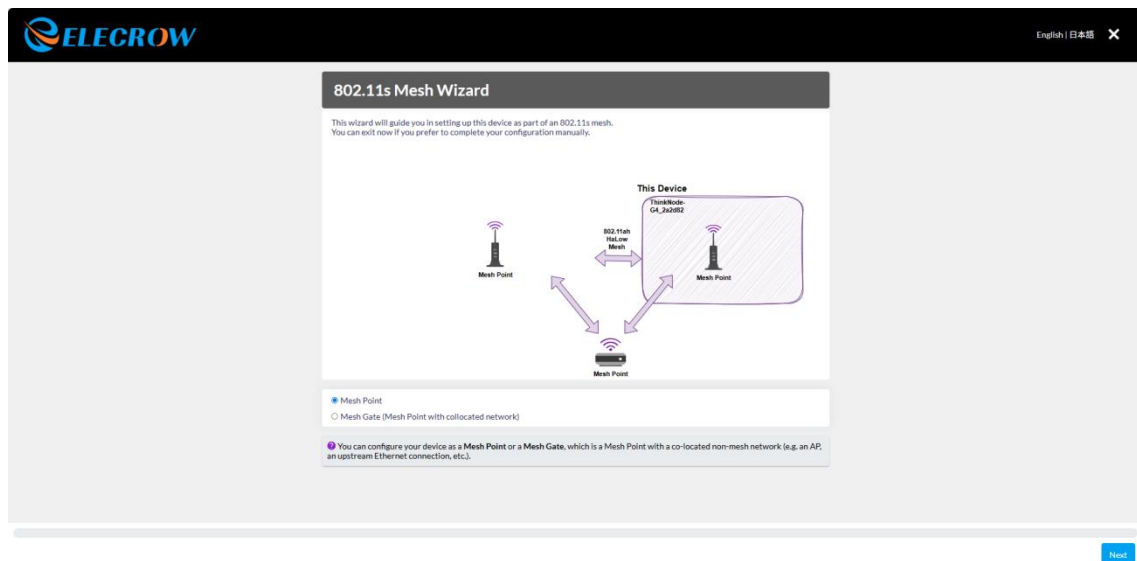 ELECROW
English | 日本語 ✕
802.11s Mesh Wizard
This wizard will guide you in setting up this device as part of an 802.11s mesh.
You can exit now if you prefer to complete your configuration manually.
This Device
ThinkNode-
G4_2a2d82
802.11ah
HaLow
Mesh
Mesh Point
Mesh Point
Mesh Point
Mesh Point
Mesh Gate (Mesh Point with collocated network)
You can configure your device as a Mesh Point or a Mesh Gate, which is a Mesh Point with a co-located non-mesh network (e.g. an AP,
an upstream Ethernet connection, etc.).
Next